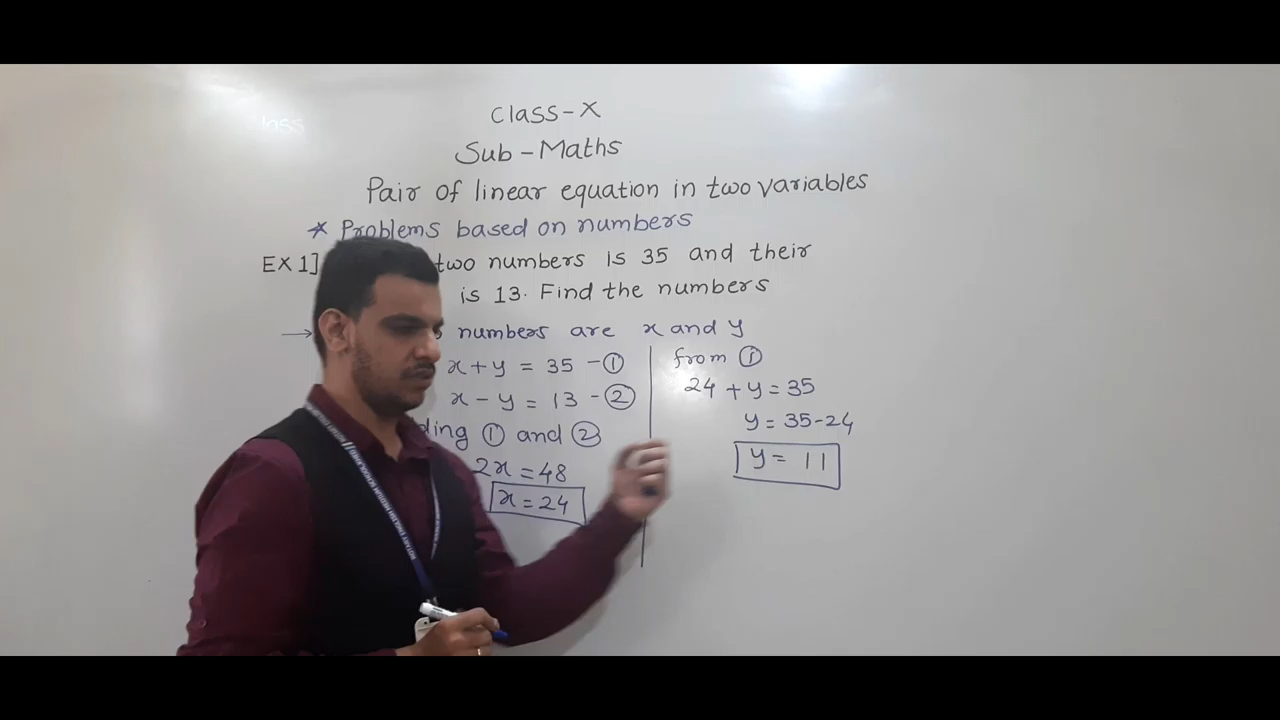 Class-X
Sub-Maths
Pair of linear equation in two variables
* Problems based on numbers
EX 1] two numbers is 35 and their
is 13. Find the numbers
→ numbers are x and y
x+y = 35 -①
x-y = 13 -②
ding ① and ②
2x = 48
x = 24
from ①
24 + y = 35
y = 35-24
y = 11